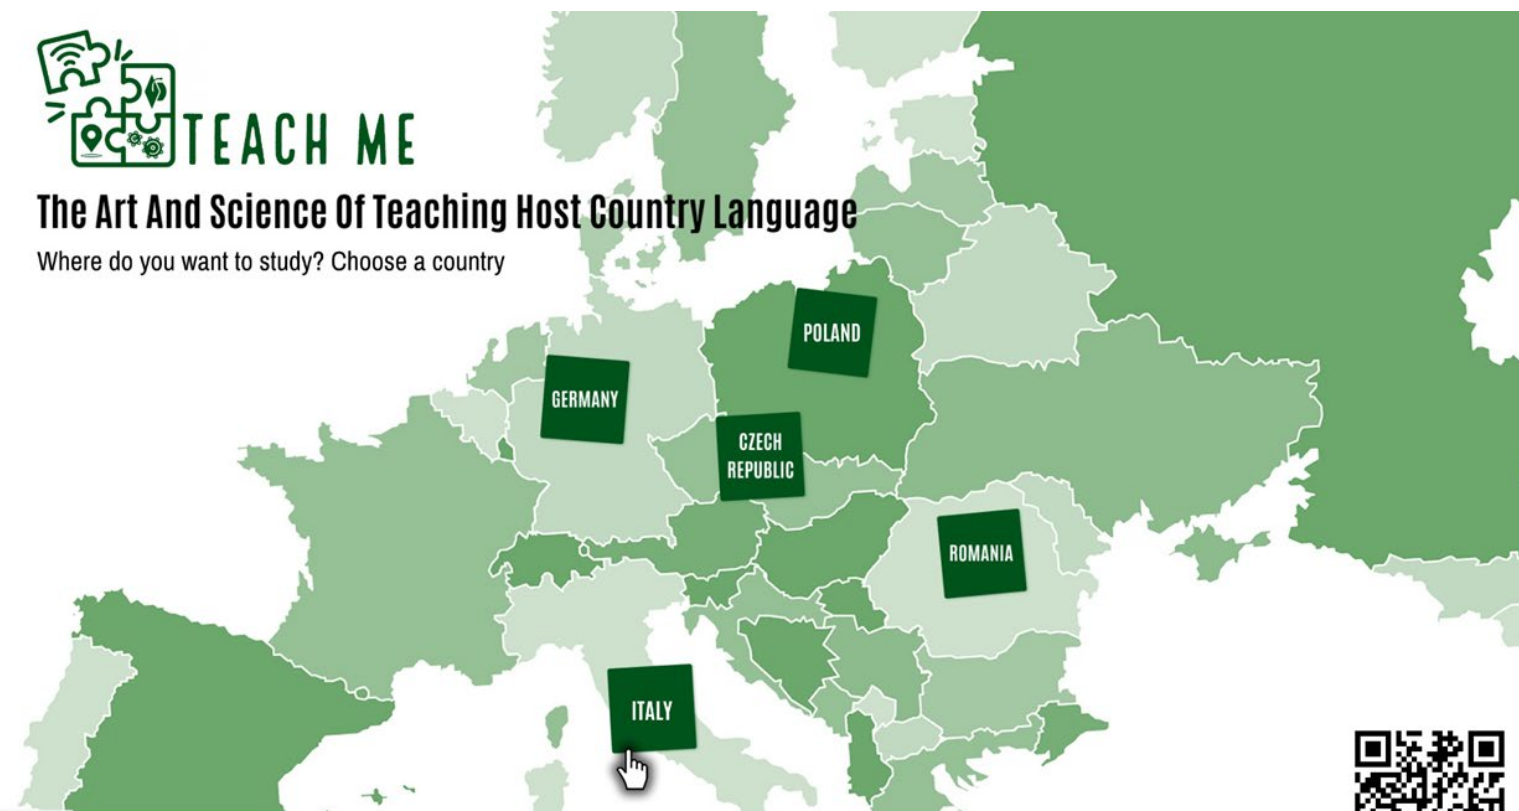 TEACH ME
The Art And Science Of Teaching Host Country Language
Where do you want to study? Choose a country
POLAND
GERMANY
CZECH
REPUBLIC
ROMANIA
ITALY